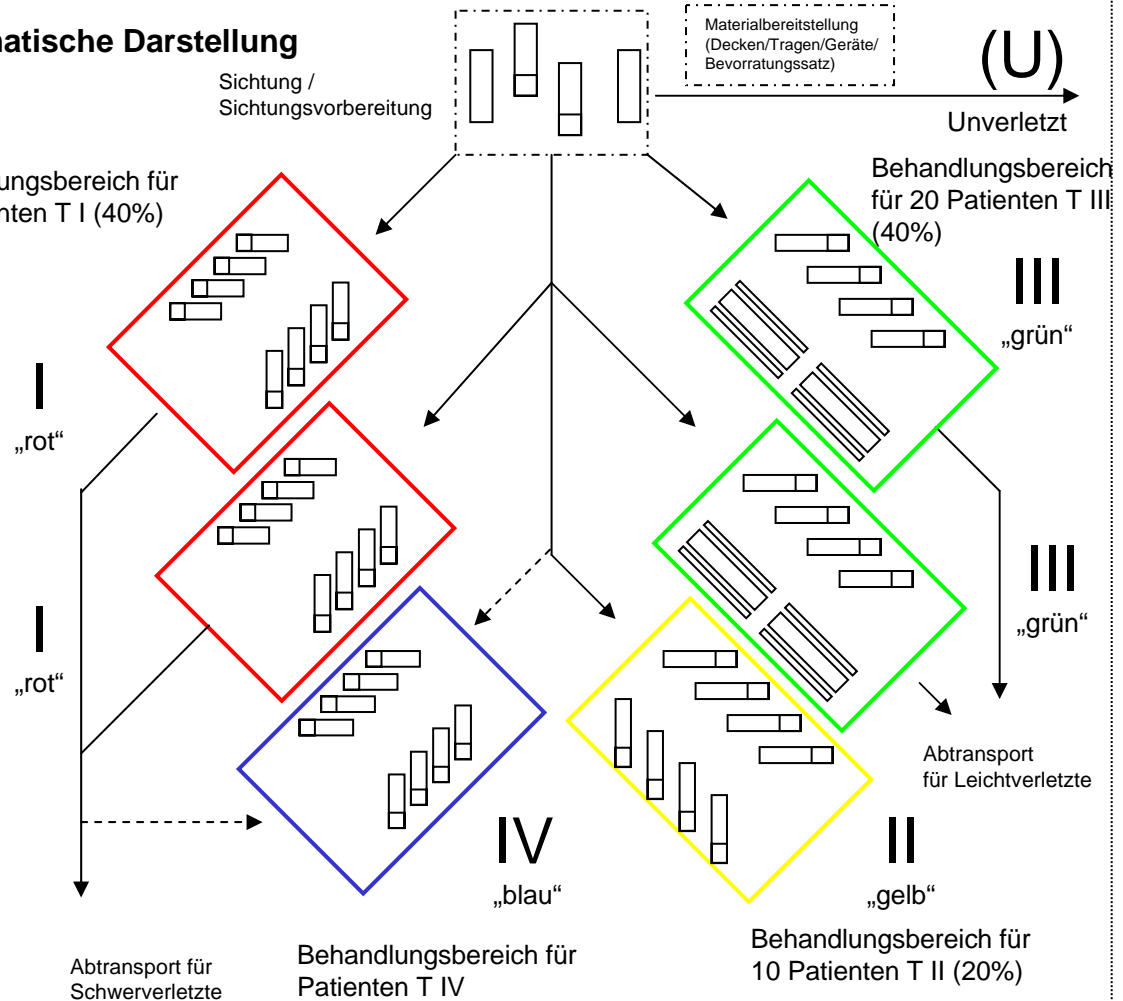 natische Darstellung
Sichtung /
Sichtungsvorbereitung
Materialbereitstellung
(Decken/Tragen/Geräte/
Bevorratungssatz)
(U)
Unverletzt
ungsbereich für
nten T I (40%)
Behandlungsbereich
für 20 Patienten T III
(40%)
III
„grün“
I
„rot“
III
„grün“
I
„rot“
Abtransport
für Leichtverletzte
IV
„blau“
II
„gelb“
Behandlungsbereich für
10 Patienten T II (20%)
Behandlungsbereich für
Patienten T IV
Abtransport für
Schwerverletzte